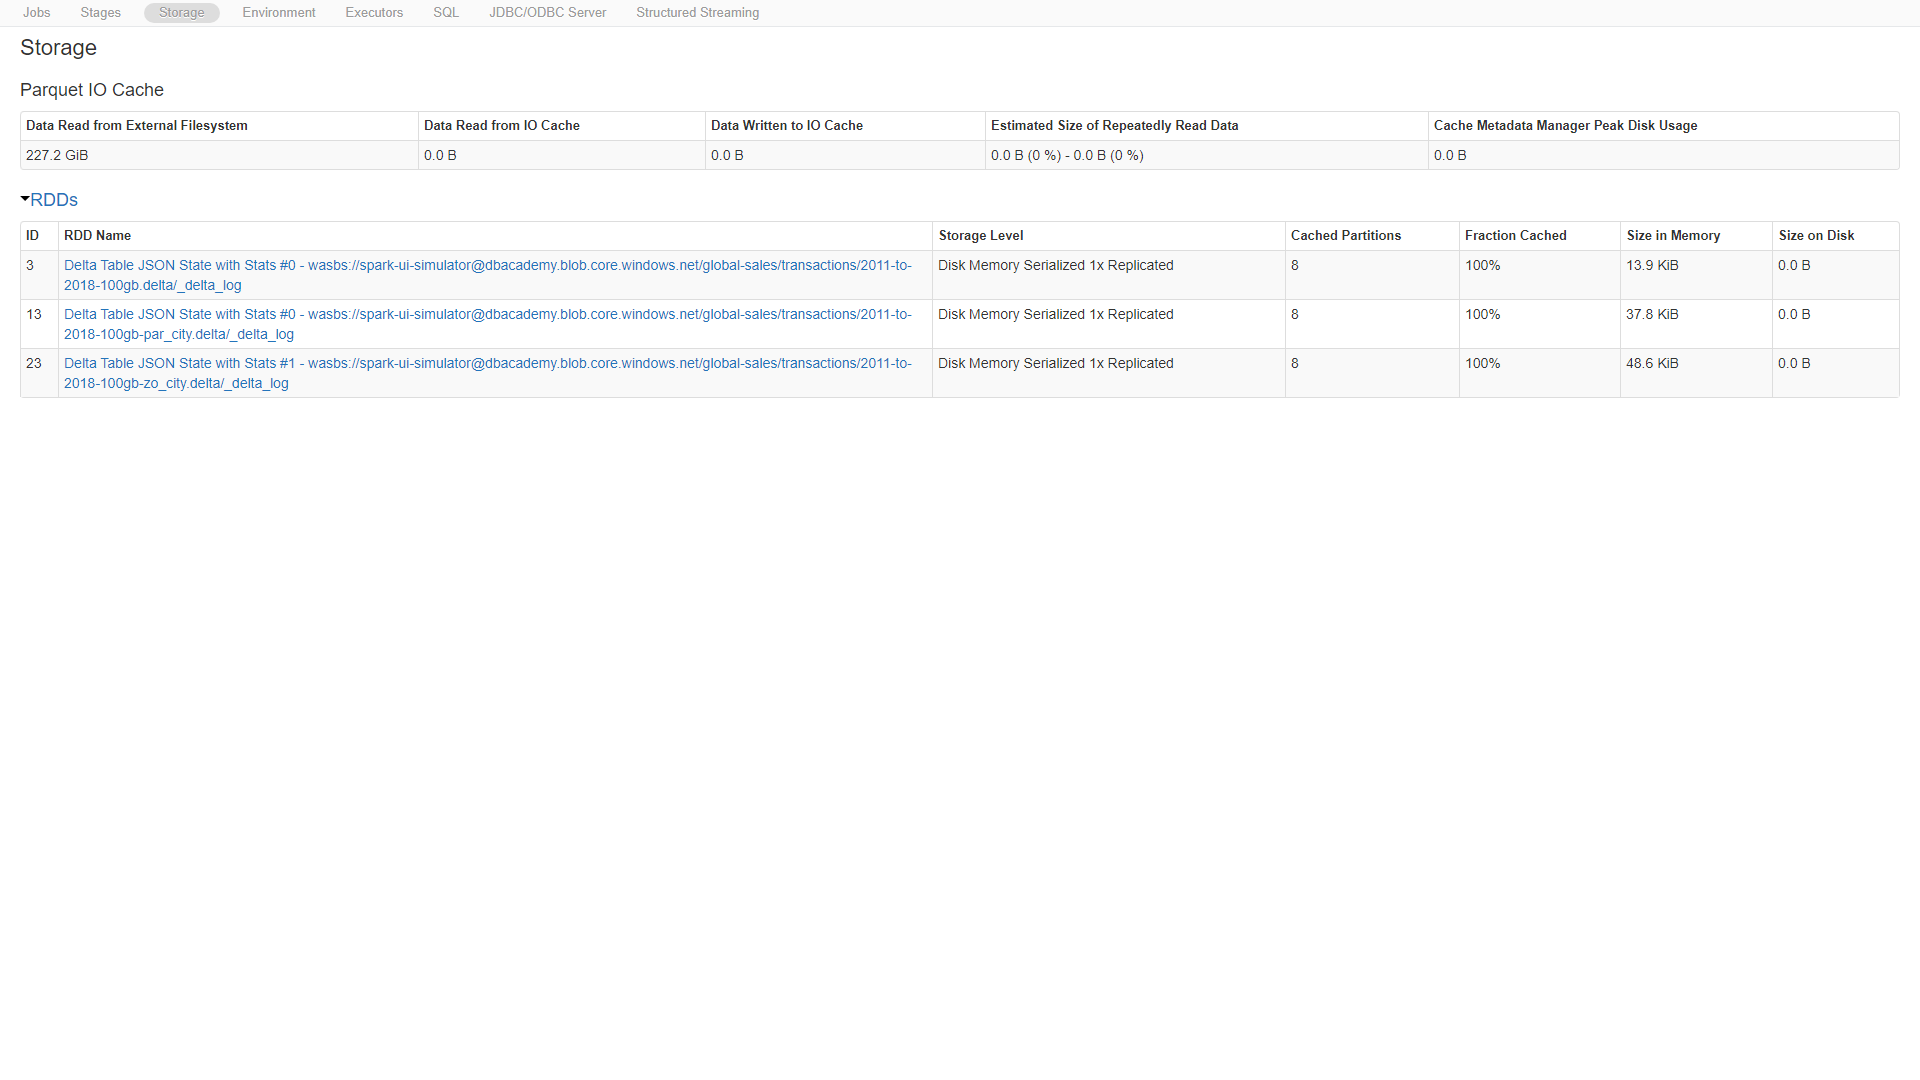 Jobs Stages Storage Environment Executors SQL JDBC/ODBC Server Structured Streaming
Storage
Parquet IO Cache
Data Read from External Filesystem Data Read from IO Cache Data Written to IO Cache Estimated Size of Repeatedly Read Data Cache Metadata Manager Peak Disk Usage
227.2 GiB 0.0 B 0.0 B 0.0 B (0 %) - 0.0 B (0 %) 0.0 B
RDDs
ID RDD Name Storage Level Cached Partitions Fraction Cached Size in Memory Size on Disk
3 Delta Table JSON State with Stats #0 - wasbs://spark-ui-simulator@dbacademy.blob.core.windows.net/global-sales/transactions/2011-to- Disk Memory Serialized 1x Replicated 8 100% 13.9 KiB 0.0 B
2018-100gb.delta/_delta_log
13 Delta Table JSON State with Stats #0 - wasbs://spark-ui-simulator@dbacademy.blob.core.windows.net/global-sales/transactions/2011-to- Disk Memory Serialized 1x Replicated 8 100% 37.8 KiB 0.0 B
2018-100gb-par_city.delta/_delta_log
23 Delta Table JSON State with Stats #1 - wasbs://spark-ui-simulator@dbacademy.blob.core.windows.net/global-sales/transactions/2011-to- Disk Memory Serialized 1x Replicated 8 100% 48.6 KiB 0.0 B
2018-100gb-zo_city.delta/_delta_log